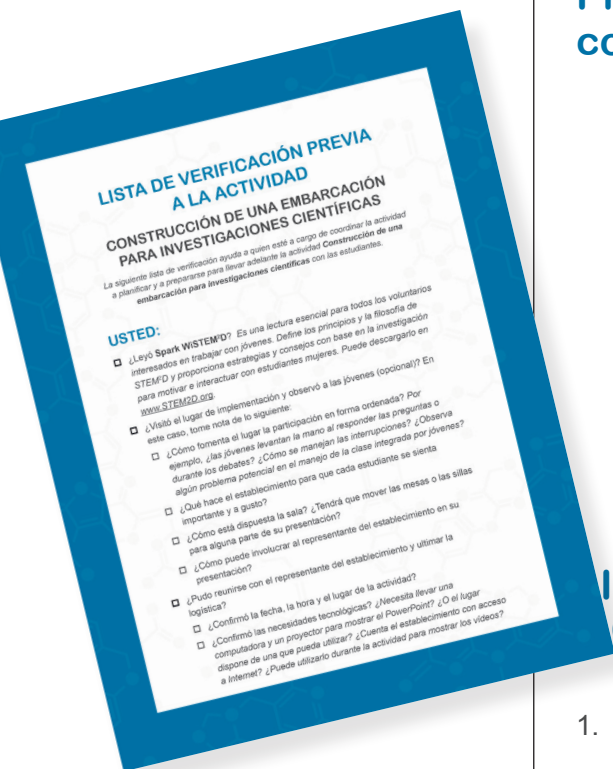 LISTA DE VERIFICACIÓN PREVIA
A LA ACTIVIDAD
CONSTRUCCIÓN DE UNA EMBARCACIÓN
PARA INVESTIGACIONES CIENTÍFICAS
La siguiente lista de verificación ayuda a quien esté a cargo de coordinar la actividad
a planificar y a prepararse para llevar adelante la actividad Construcción de una
embarcación para investigaciones científicas con las estudiantes.
USTED:
¿Leyó Spark WiSTEM²D? Es una lectura esencial para todos los voluntarios
interesados en trabajar con jóvenes. Define los principios y la filosofía de
STEM²D y proporciona estrategias y consejos con base en la investigación
para motivar e interactuar con estudiantes mujeres. Puede descargarlo en
www.STEM2D.org.
¿Visitó el lugar de implementación y observó a las jóvenes (opcional)? En
este caso, tome nota de lo siguiente:
¿Cómo fomenta el lugar la participación en forma ordenada? Por
ejemplo, ¿las jóvenes levantan la mano al responder las preguntas o
durante los debates? ¿Cómo se manejan las interrupciones? ¿Observa
algún problema potencial en el manejo de la clase integrada por jóvenes?
¿Qué hace el establecimiento para que cada estudiante se sienta
importante y a gusto?
¿Cómo está dispuesta la sala? ¿Tendrá que mover las mesas o las sillas
para alguna parte de su presentación?
¿Cómo puede involucrar al representante del establecimiento en su
presentación?
¿Pudo reunirse con el representante del establecimiento y ultimar la
logística?
¿Confirmó la fecha, la hora y el lugar de la actividad?
¿Confirmó las necesidades tecnológicas? ¿Necesita llevar una
computadora y un proyector para mostrar el PowerPoint? ¿O el lugar
dispone de una que pueda utilizar? ¿Cuenta el establecimiento con acceso
a Internet? ¿Puede utilizarlo durante la actividad para mostrar los videos?
1.